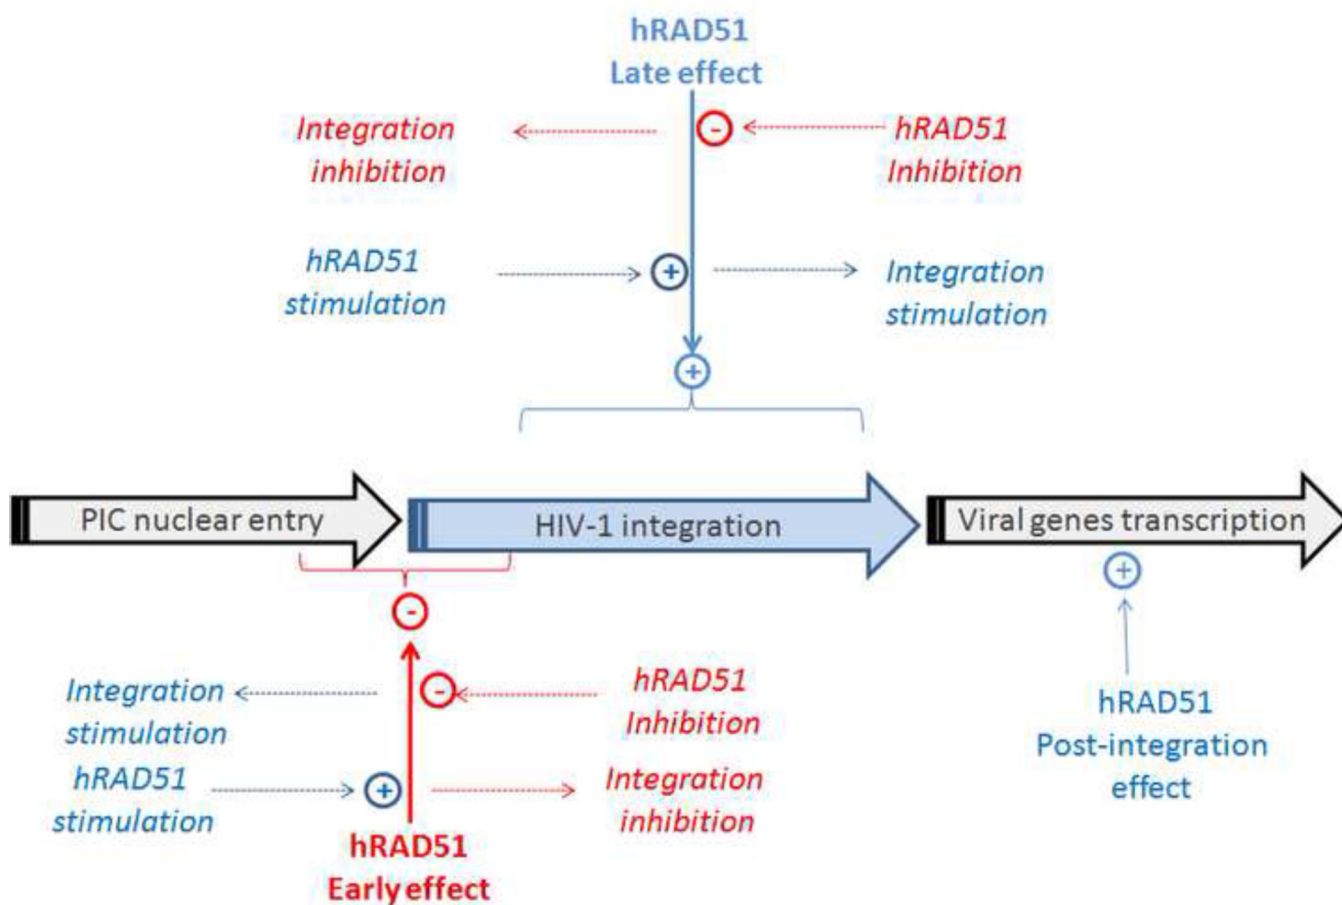 hRAD51
Late effect
Integration
inhibition
-
hRAD51
Inhibition
hRAD51
stimulation
+
Integration
stimulation
+
PIC nuclear entry
HIV-1 integration
Viral genes transcription
-
+
Integration
stimulation
-
hRAD51
Inhibition
hRAD51
stimulation
+
Integration
inhibition
hRAD51
Early effect
hRAD51
Post-integration
effect